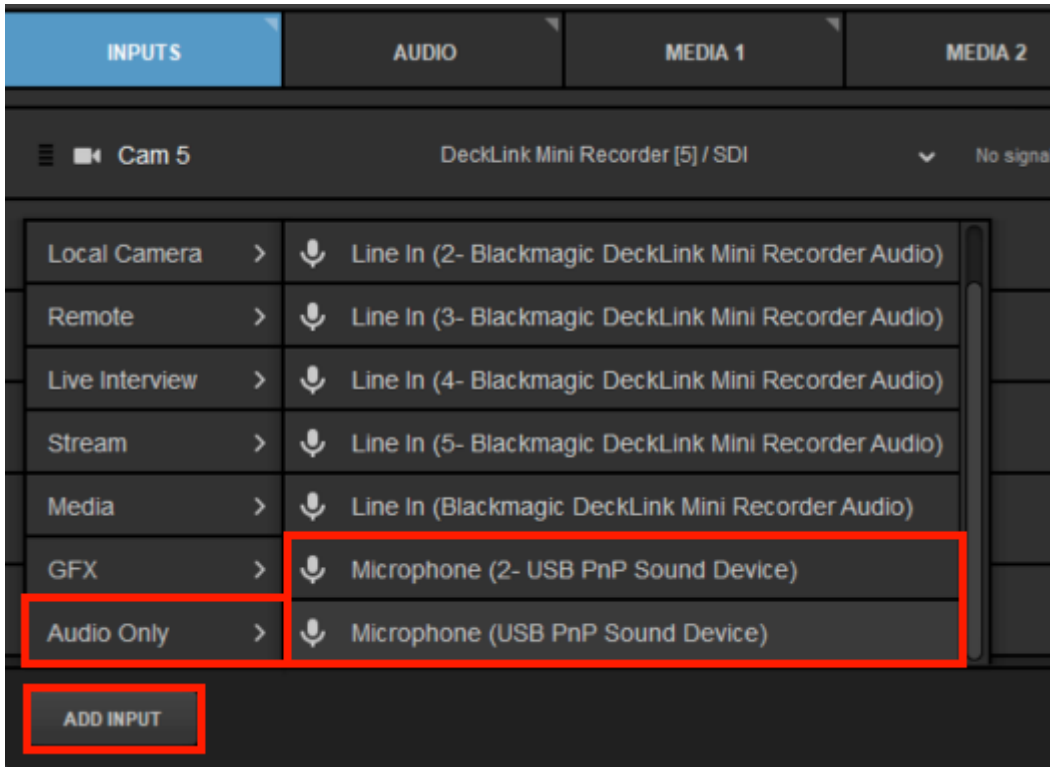 INPUTS AUDIO MEDIA 1 MEDIA 2
Cam 5 DeckLink Mini Recorder [5] / SDI No signa
Local Camera > Line In (2- Blackmagic DeckLink Mini Recorder Audio)
Remote > Line In (3- Blackmagic DeckLink Mini Recorder Audio)
Live Interview > Line In (4- Blackmagic DeckLink Mini Recorder Audio)
Stream > Line In (5- Blackmagic DeckLink Mini Recorder Audio)
Media > Line In (Blackmagic DeckLink Mini Recorder Audio)
GFX > Microphone (2- USB PnP Sound Device)
Audio Only > Microphone (USB PnP Sound Device)
ADD INPUT